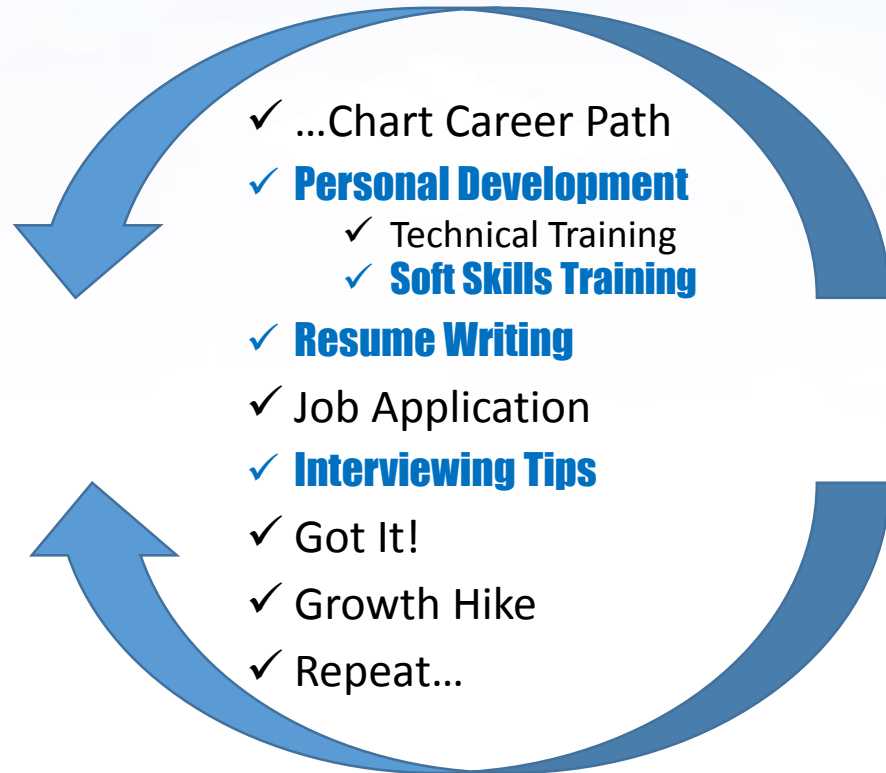 ✓ …Chart Career Path
✓ Personal Development
✓ Technical Training
✓ Soft Skills Training
✓ Resume Writing
✓ Job Application
✓ Interviewing Tips
✓ Got It!
✓ Growth Hike
✓ Repeat…